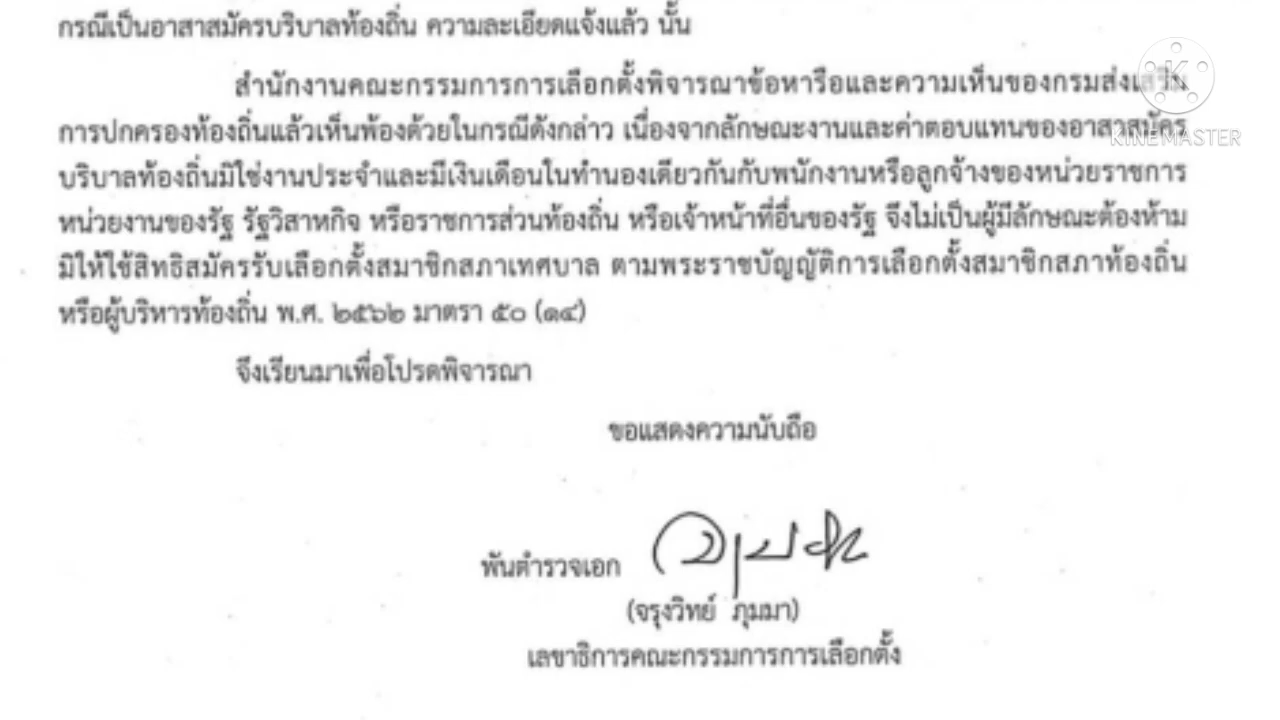 กรณีเป็นอาสาสมัครบริบาลท้องถิ่น ความละเอียดแจ้งแล้ว นั้น
สำนักงานคณะกรรมการการเลือกตั้งพิจารณาข้อหารือและความเห็นของกรมส่งเสริม
การปกครองท้องถิ่นแล้วเห็นพ้องด้วยในกรณีดังกล่าว เนื่องจากลักษณะงานและค่าตอบแทนของอาสาสมัคร
บริบาลท้องถิ่นมิใช่งานประจำและมีเงินเดือนในทำนองเดียวกันกับพนักงานหรือลูกจ้างของหน่วยราชการ
หน่วยงานของรัฐ รัฐวิสาหกิจ หรือราชการส่วนท้องถิ่น หรือเจ้าหน้าที่อื่นของรัฐ จึงไม่เป็นผู้มีลักษณะต้องห้าม
มิให้ใช้สิทธิสมัครรับเลือกตั้งสมาชิกสภาเทศบาล ตามพระราชบัญญัติการเลือกตั้งสมาชิกสภาท้องถิ่น
หรือผู้บริหารท้องถิ่น พ.ศ. ๒๕๖๒ มาตรา ๕๐ (๑๔)
จึงเรียนมาเพื่อโปรดพิจารณา
ขอแสดงความนับถือ
พันตำรวจเอก
(จรุงวิทย์ ภุมมา)
เลขาธิการคณะกรรมการการเลือกตั้ง
K
KINEMASTER